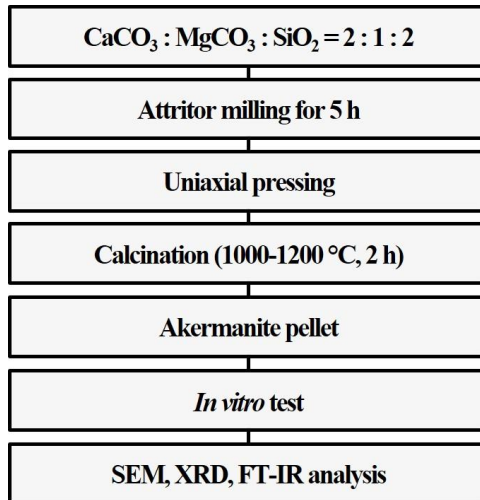 CaCO₃ : MgCO₃ : SiO₂ = 2 : 1 : 2
Attritor milling for 5 h
Uniaxial pressing
Calcination (1000-1200 °C, 2 h)
Akermanite pellet
In vitro test
SEM, XRD, FT-IR analysis